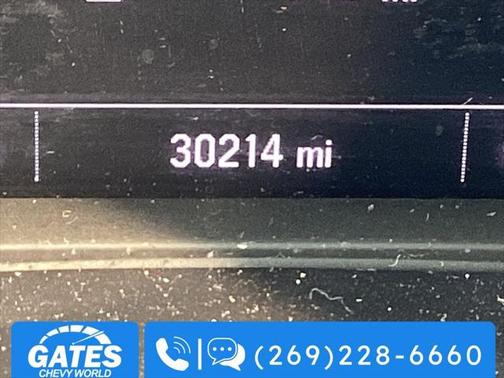 30214 mi
GATES
CHEVY WORLD
(269)228-6660